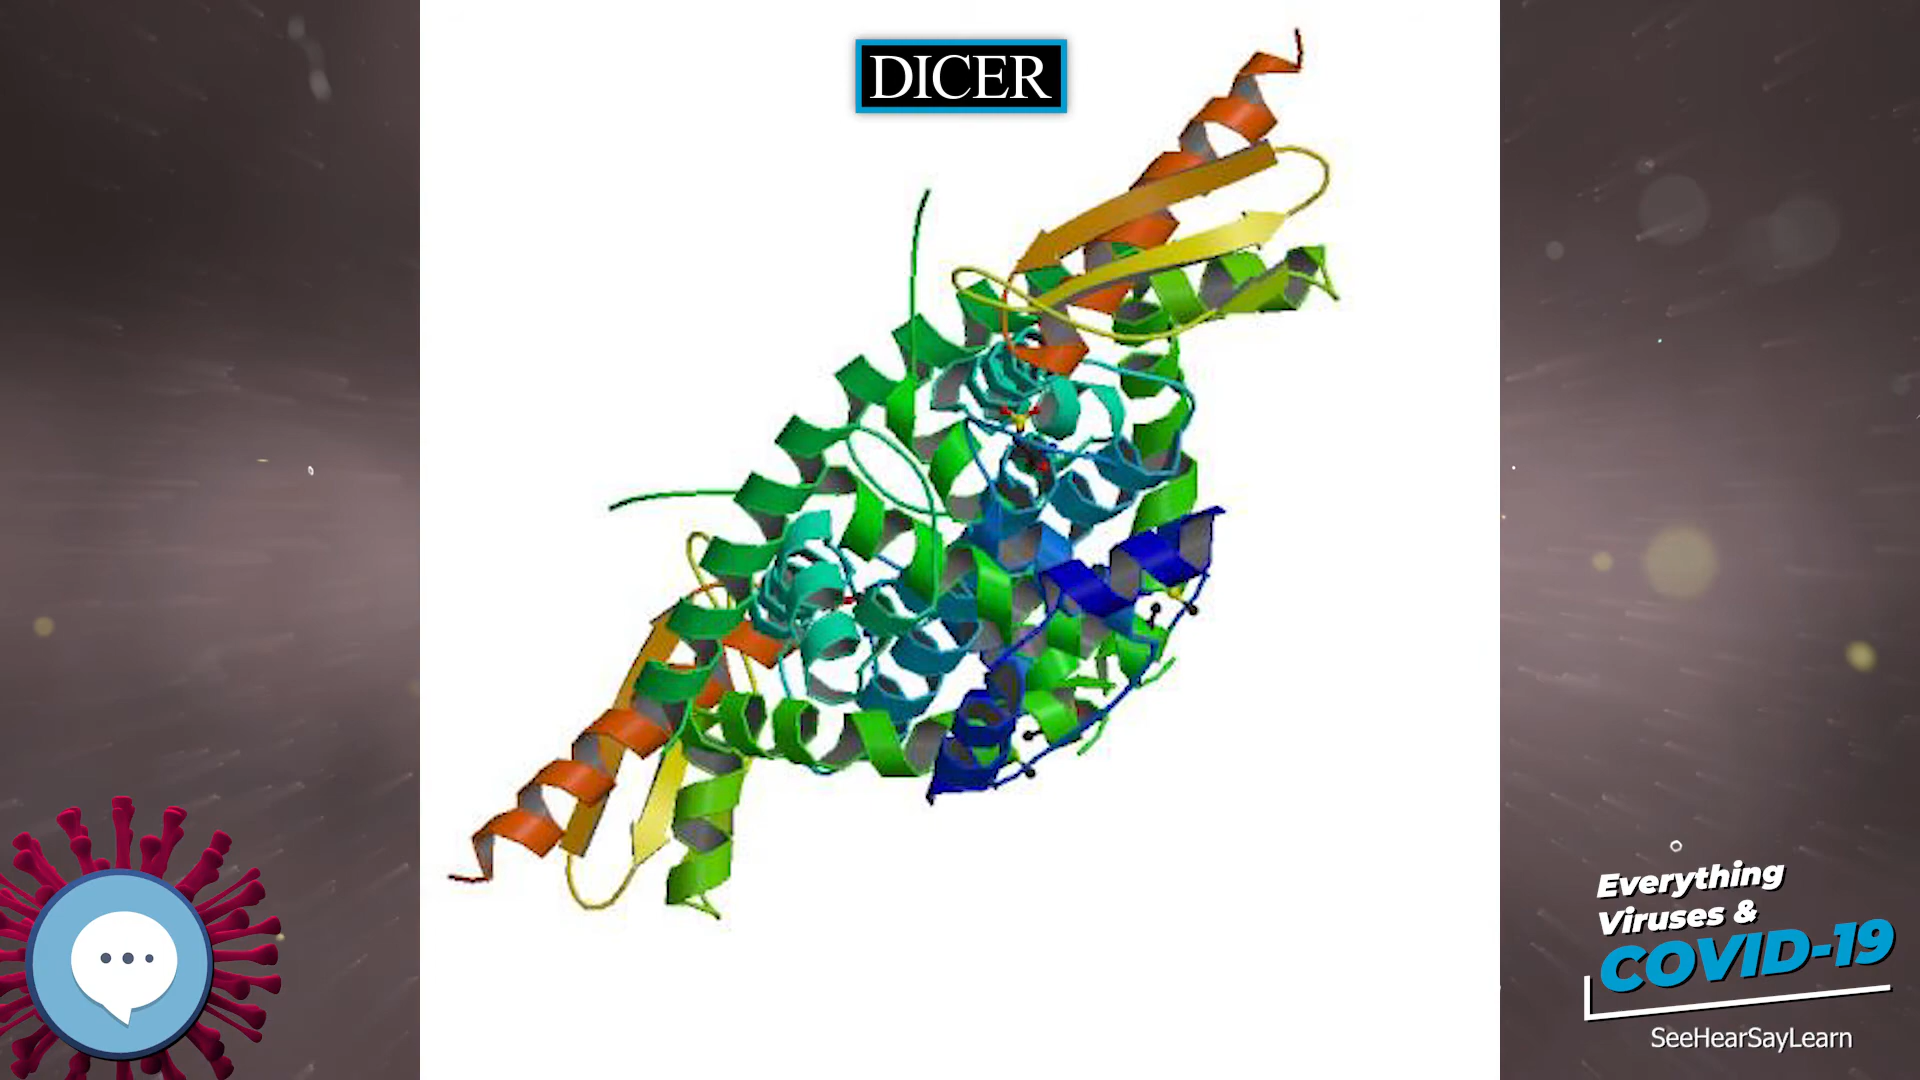 DICER
Everything
Viruses &
COVID-19
SeeHearSayLearn